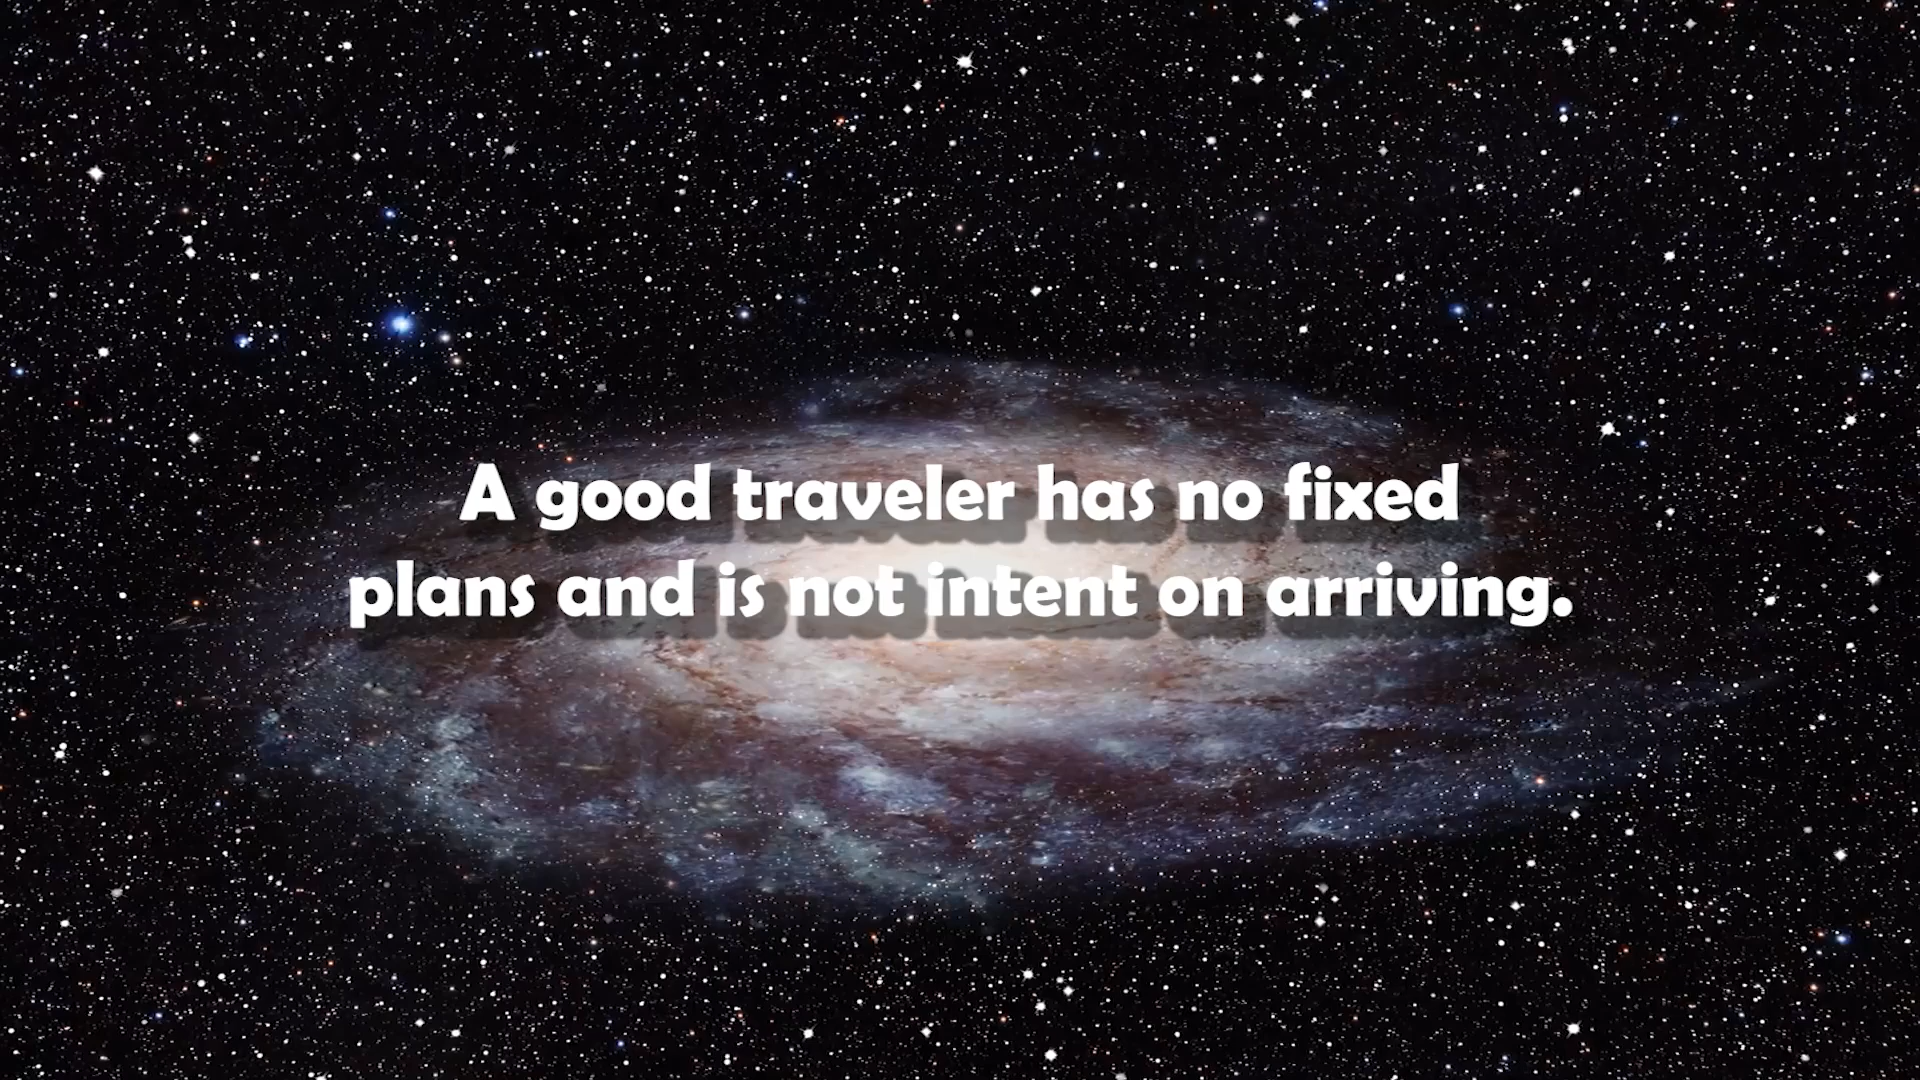 A good traveler has no fixed
plans and is not intent on arriving.